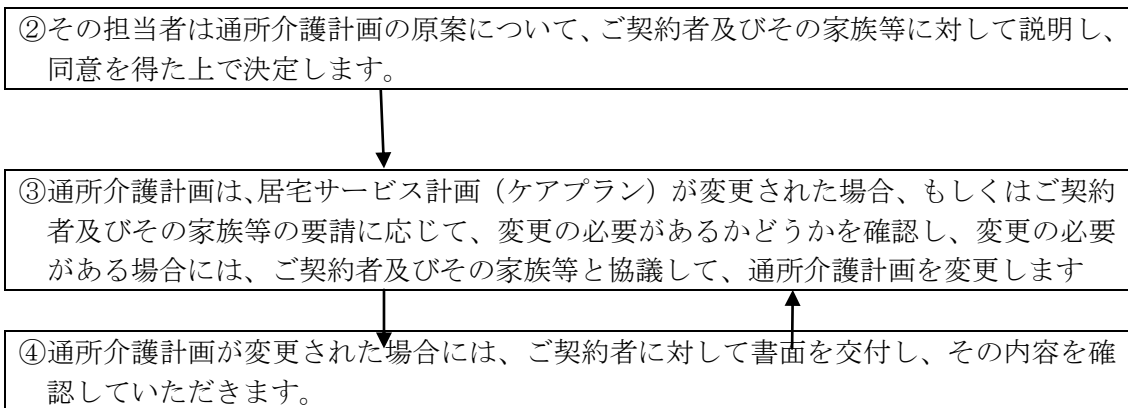 ②その担当者は通所介護計画の原案について、ご契約者及びその家族等に対して説明し、
同意を得た上で決定します。
③通所介護計画は、居宅サービス計画（ケアプラン）が変更された場合、もしくはご契約
者及びその家族等の要請に応じて、変更の必要があるかどうかを確認し、変更の必要
がある場合には、ご契約者及びその家族等と協議して、通所介護計画を変更します
④通所介護計画が変更された場合には、ご契約者に対して書面を交付し、その内容を確
認していただきます。